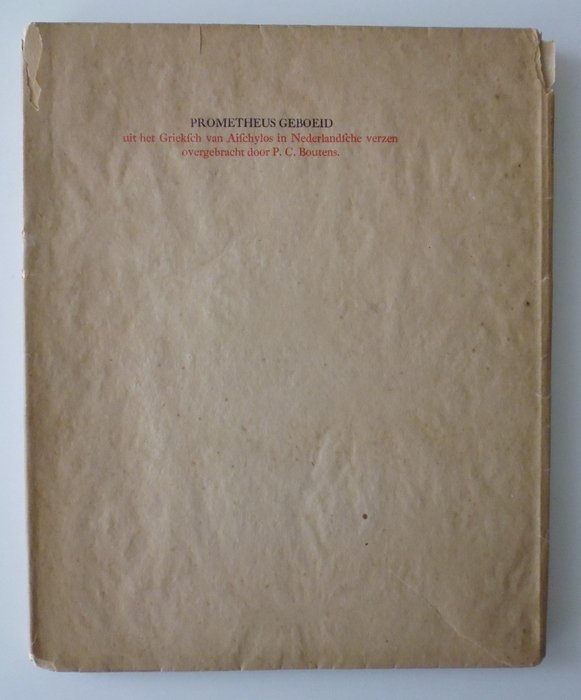 PROMETHEUS GEBOEID
uit het Griekſch van Aiſchylos in Nederlandſche verzen
overgebracht door P. C. Boutens.